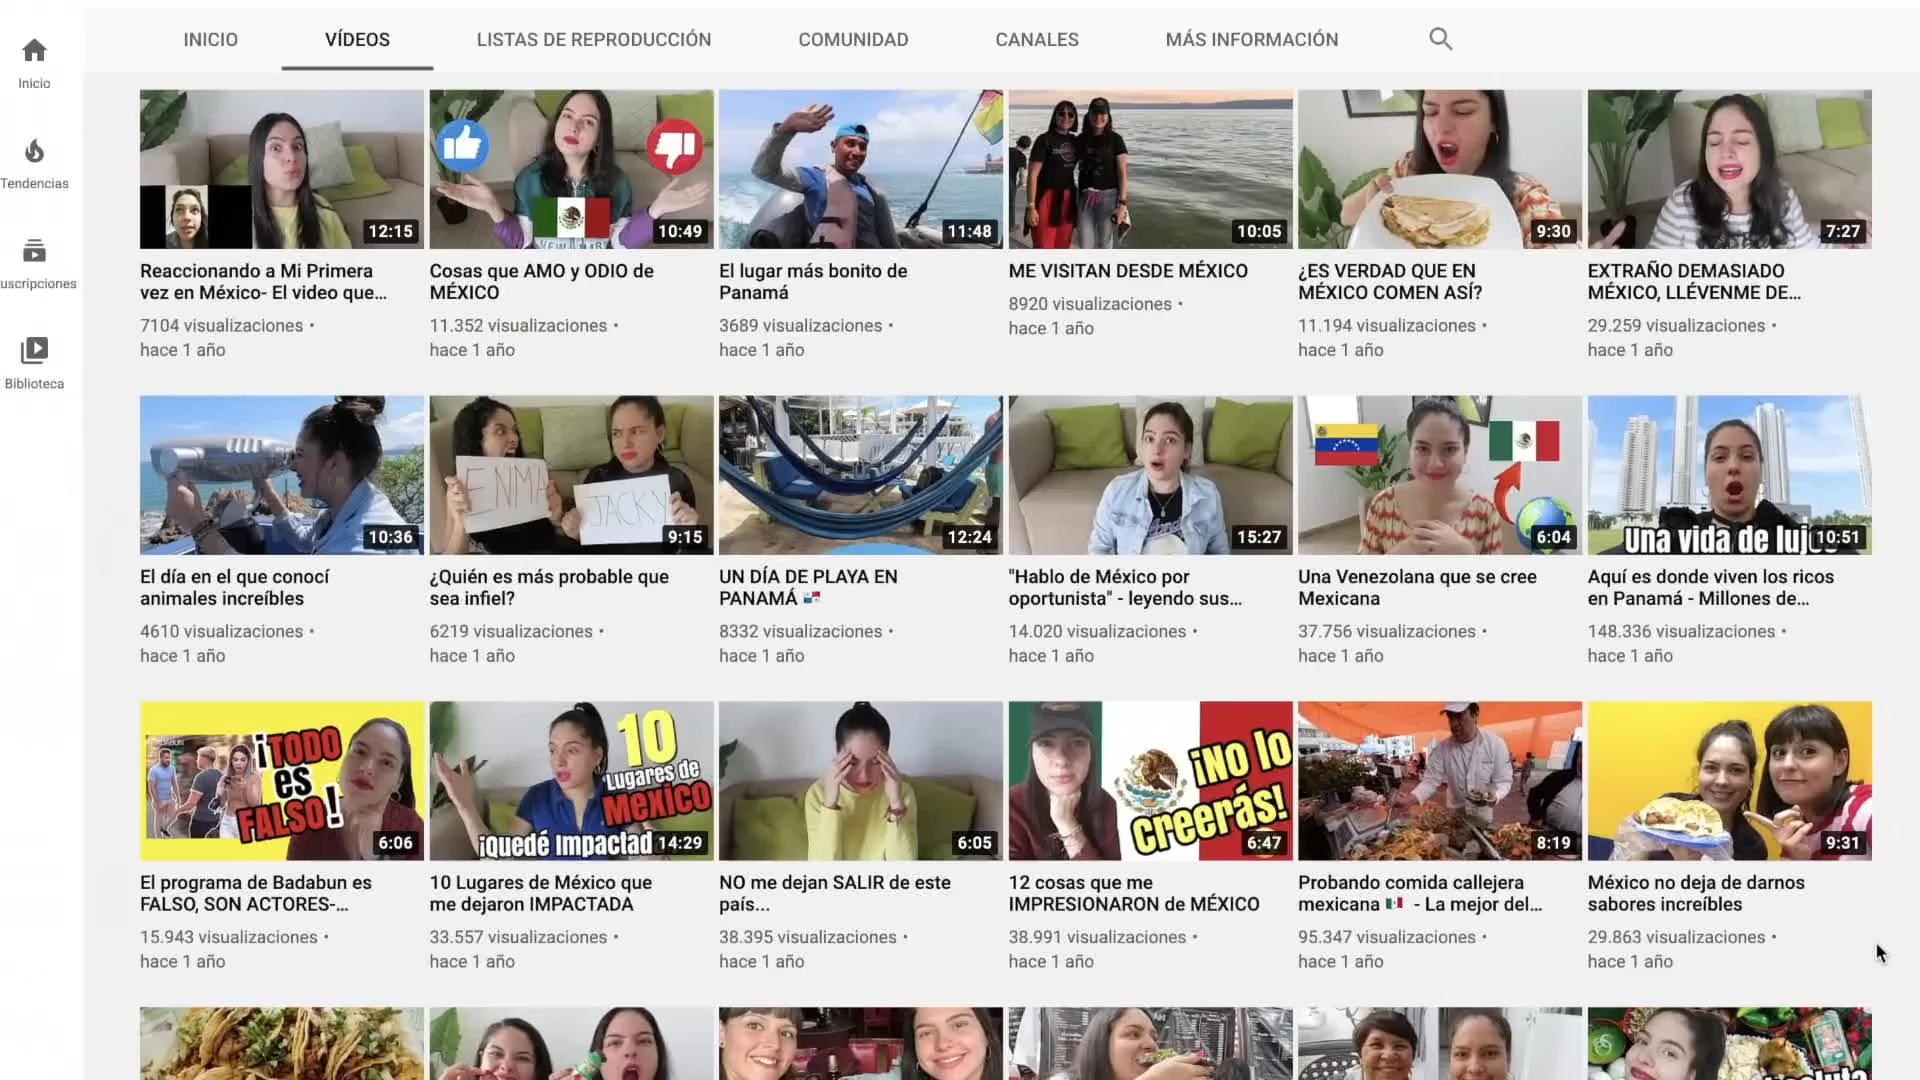 INICIO
VÍDEOS
LISTAS DE REPRODUCCIÓN
COMUNIDAD
CANALES
MÁS INFORMACIÓN
Inicio
Tendencias
uscripciones
Biblioteca
12:15
10:49
11:48
10:05
9:30
7:27
Reaccionando a Mi Primera
vez en México- El video que...
7104 visualizaciones •
hace 1 año
Cosas que AMO y ODIO de
MÉXICO
11.352 visualizaciones •
hace 1 año
El lugar más bonito de
Panamá
3689 visualizaciones •
hace 1 año
ME VISITAN DESDE MÉXICO
8920 visualizaciones •
hace 1 año
¿ES VERDAD QUE EN
MÉXICO COMEN ASÍ?
11.194 visualizaciones •
hace 1 año
EXTRAÑO DEMASIADO
MÉXICO, LLÉVENME DE...
29.259 visualizaciones •
hace 1 año
10:36
ENMA
JACKY
9:15
12:24
15:27
6:04
Una vida de lujo
10:51
El día en el que conocí
animales increíbles
4610 visualizaciones •
hace 1 año
¿Quién es más probable que
sea infiel?
6219 visualizaciones •
hace 1 año
UN DÍA DE PLAYA EN
PANAMÁ 🇵🇦
8332 visualizaciones •
hace 1 año
"Hablo de México por
oportunista" - leyendo sus...
14.020 visualizaciones •
hace 1 año
Una Venezolana que se cree
Mexicana
37.756 visualizaciones •
hace 1 año
Aquí es donde viven los ricos
en Panamá - Millones de...
148.336 visualizaciones •
hace 1 año
¡TODO
es
FALSO!
6:06
10
Lugares de
Mexico
¡Quedé Impactad
14:29
6:05
¡No lo
creerás!
6:47
8:19
9:31
El programa de Badabun es
FALSO, SON ACTORES-...
15.943 visualizaciones •
hace 1 año
10 Lugares de México que
me dejaron IMPACTADA
33.557 visualizaciones •
hace 1 año
NO me dejan SALIR de este
país...
38.395 visualizaciones •
hace 1 año
12 cosas que me
IMPRESIONARON de MÉXICO
38.991 visualizaciones •
hace 1 año
Probando comida callejera
mexicana 🇲🇽 - La mejor del...
95.347 visualizaciones •
hace 1 año
México no deja de darnos
sabores increíbles
29.863 visualizaciones •
hace 1 año